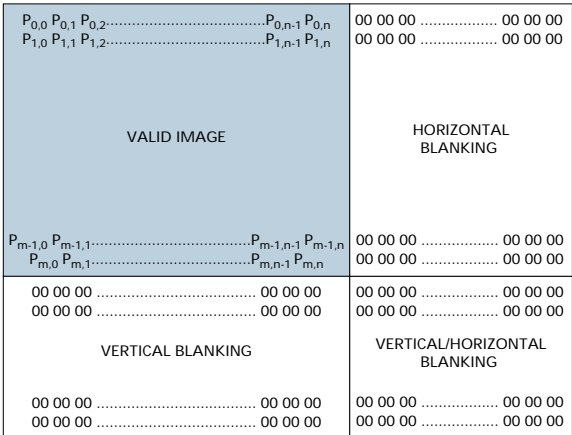 P0,0 P0,1 P0,2.....................................P0,n-1 P0,n
P1,0 P1,1 P1,2.....................................P1,n-1 P1,n
00 00 00 ................. 00 00 00
00 00 00 ................. 00 00 00
VALID IMAGE
HORIZONTAL
BLANKING
Pm-1,0 Pm-1,1.....................................Pm-1,n-1 Pm-1,n
Pm,0 Pm,1.....................................Pm,n-1 Pm,n
00 00 00 ................. 00 00 00
00 00 00 ................. 00 00 00
00 00 00 ..................................... 00 00 00
00 00 00 ..................................... 00 00 00
00 00 00 ................. 00 00 00
00 00 00 ................. 00 00 00
VERTICAL BLANKING
VERTICAL/HORIZONTAL
BLANKING
00 00 00 ..................................... 00 00 00
00 00 00 ..................................... 00 00 00
00 00 00 ................. 00 00 00
00 00 00 ................. 00 00 00